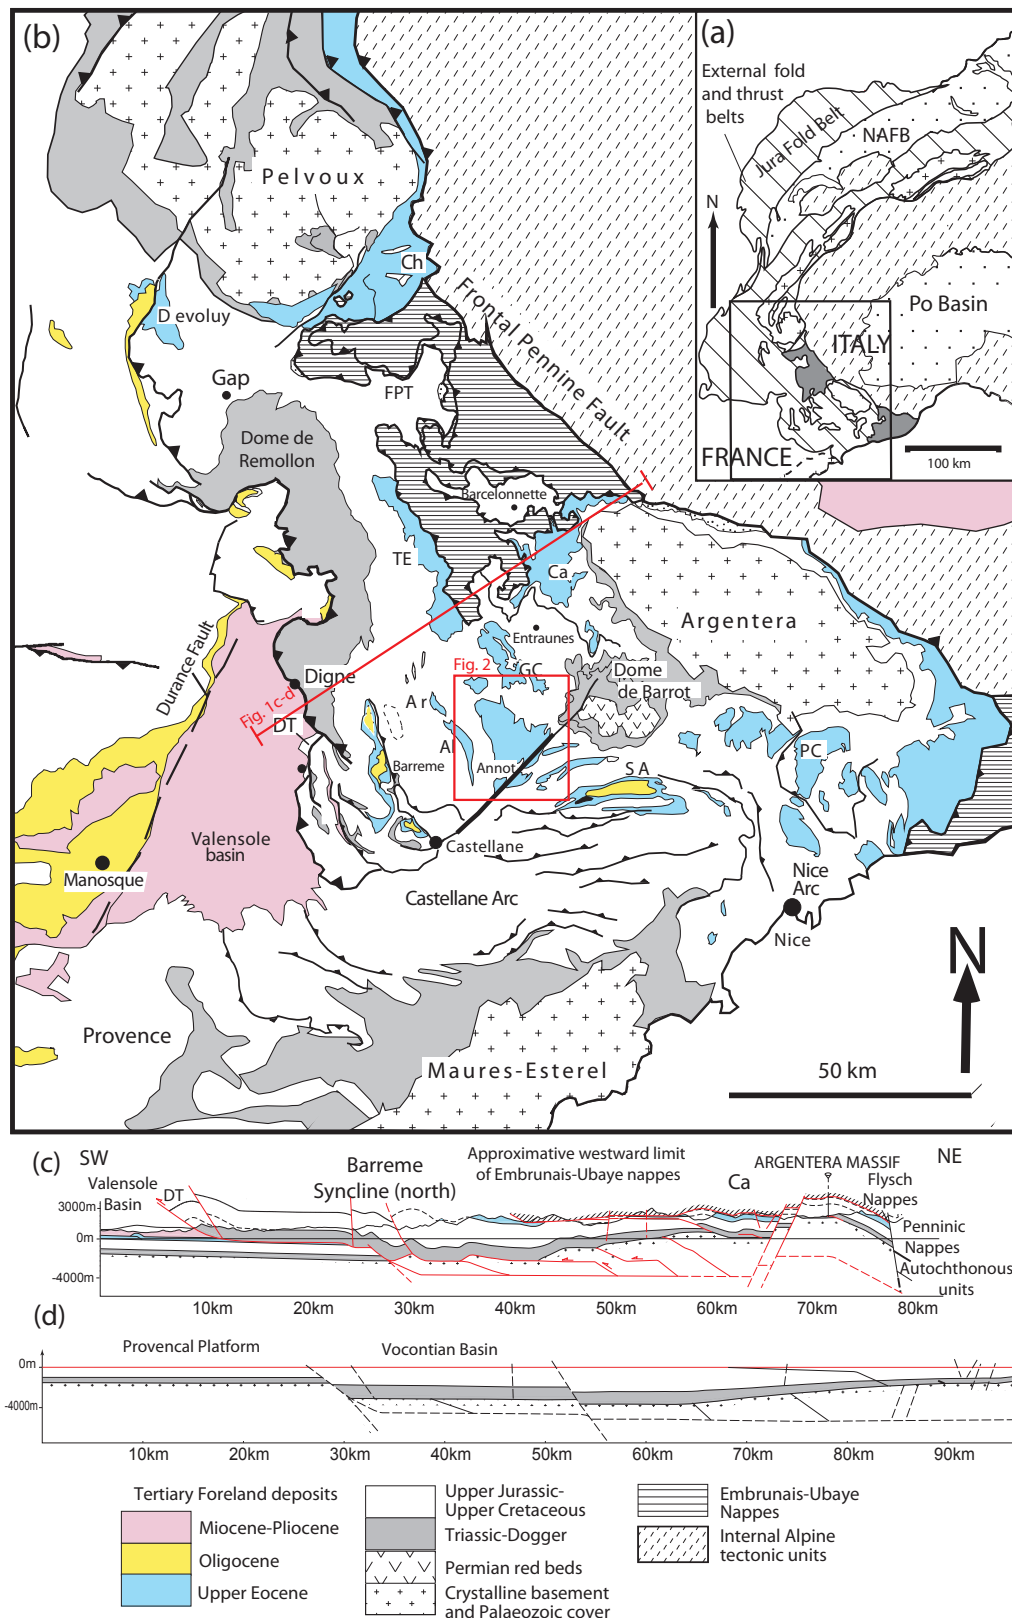 (b)
(a)
External fold
and thrust
belts
Jura Fold Belt
NAFB
N
Po Basin
ITALY
FRANCE
100 km
Pelvoux
Ch
Frontal Pennine Fault
D evoluy
Gap
FPT
Dome de
Remollon
Barcelonnette
TE
Ca
Argentera
Entraunes
Durance Fault
Fig. 2
GC
Dome
de Barrot
Digne
Fig. 1c-d
A r
DT
Al
Annot
PC
Barreme
S A
Valensole
basin
Castellane
Manosque
Castellane Arc
Nice
Arc
Nice
N
Provence
Maures-Esterel
50 km
(c)
SW
Approximative westward limit
of Embrunais-Ubaye nappes
NE
Valensole
Basin
DT
Barreme
Syncline (north)
Ca
ARGENTERA MASSIF
Flysch
Nappes
3000m
0m
-4000m
Penninic
Nappes
Autochthonous
units
10km 20km 30km 40km 50km 60km 70km 80km
(d)
Provencal Platform
Vocontian Basin
0m
-4000m
10km 20km 30km 40km 50km 60km 70km 80km 90km
Tertiary Foreland deposits
Miocene-Pliocene
Oligocene
Upper Eocene
Upper Jurassic-
Upper Cretaceous
Triassic-Dogger
Permian red beds
Crystalline basement
and Palaeozoic cover
Embrunais-Ubaye
Nappes
Internal Alpine
tectonic units